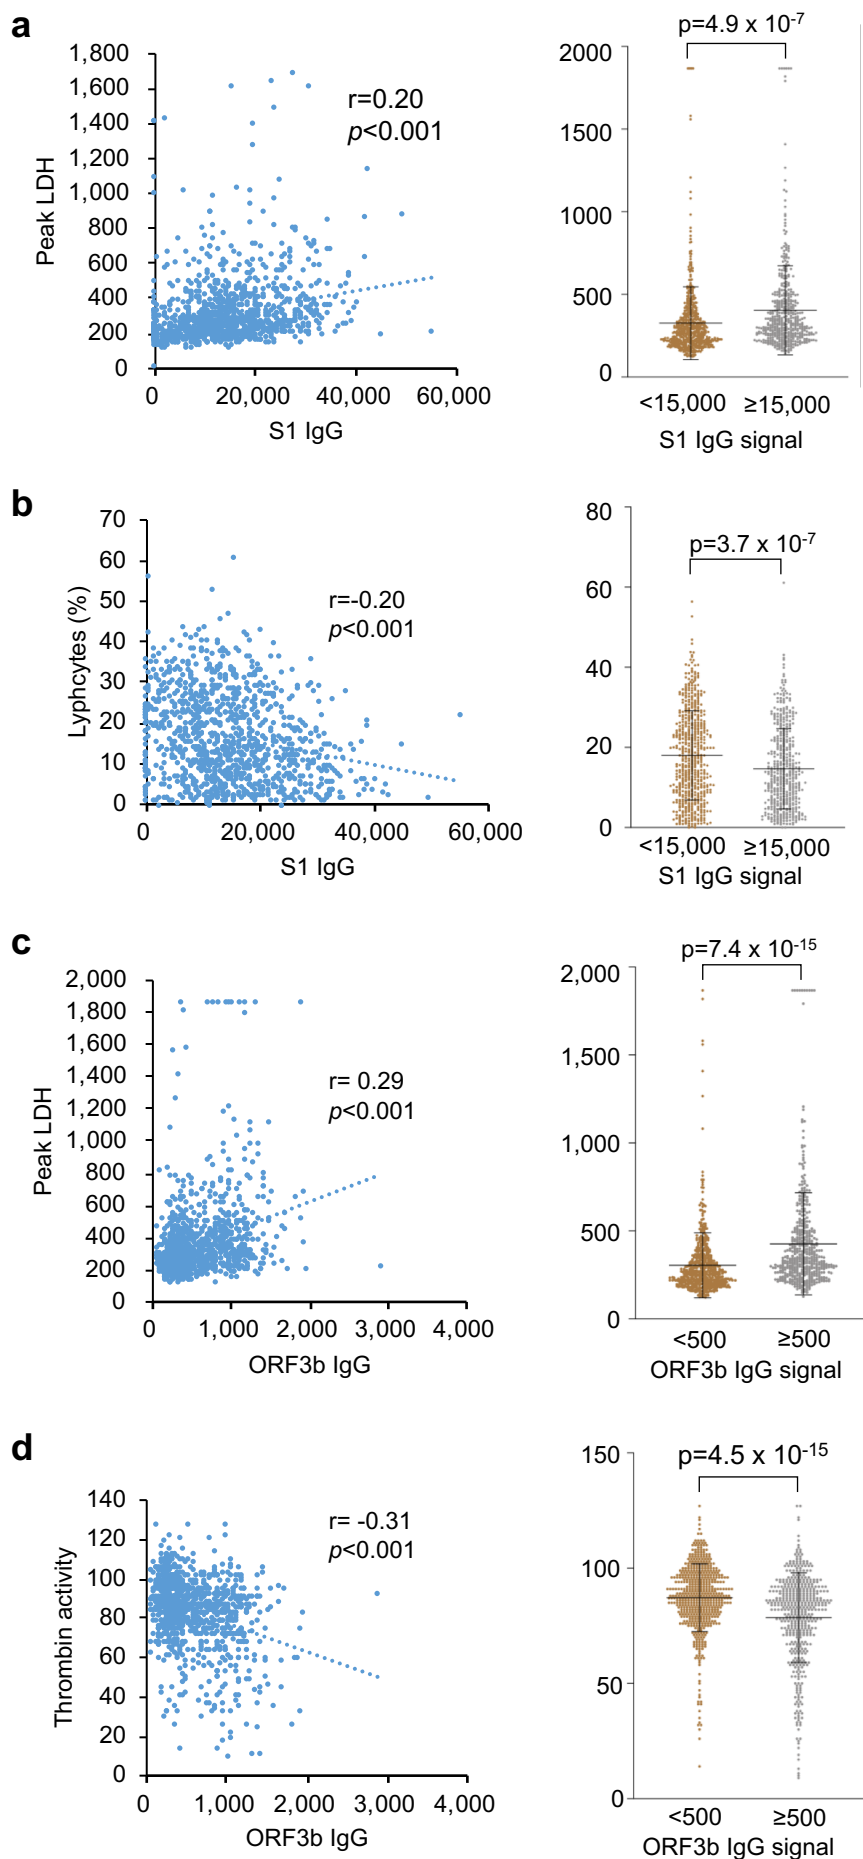 a
1,800
1,600
1,400
1,200
1,000
800
600
400
200
0
Peak LDH
r=0.20
p<0.001
0 20,000 40,000 60,000
S1 IgG
p=4.9 x 10-7
2000
1500
1000
500
0
<15,000 ≥15,000
S1 IgG signal
b
70
60
50
40
30
20
10
0
Lyphcytes (%)
r=-0.20
p<0.001
0 20,000 40,000 60,000
S1 IgG
80
60
40
20
0
p=3.7 x 10-7
<15,000 ≥15,000
S1 IgG signal
c
2,000
1,800
1,600
1,400
1,200
1,000
800
600
400
200
0
Peak LDH
r= 0.29
p<0.001
0 1,000 2,000 3,000 4,000
ORF3b IgG
p=7.4 x 10-15
2,000
1,500
1,000
500
0
<500 ≥500
ORF3b IgG signal
d
140
120
100
80
60
40
20
0
Thrombin activity
r= -0.31
p<0.001
0 1,000 2,000 3,000 4,000
ORF3b IgG
150
100
50
0
p=4.5 x 10-15
<500 ≥500
ORF3b IgG signal